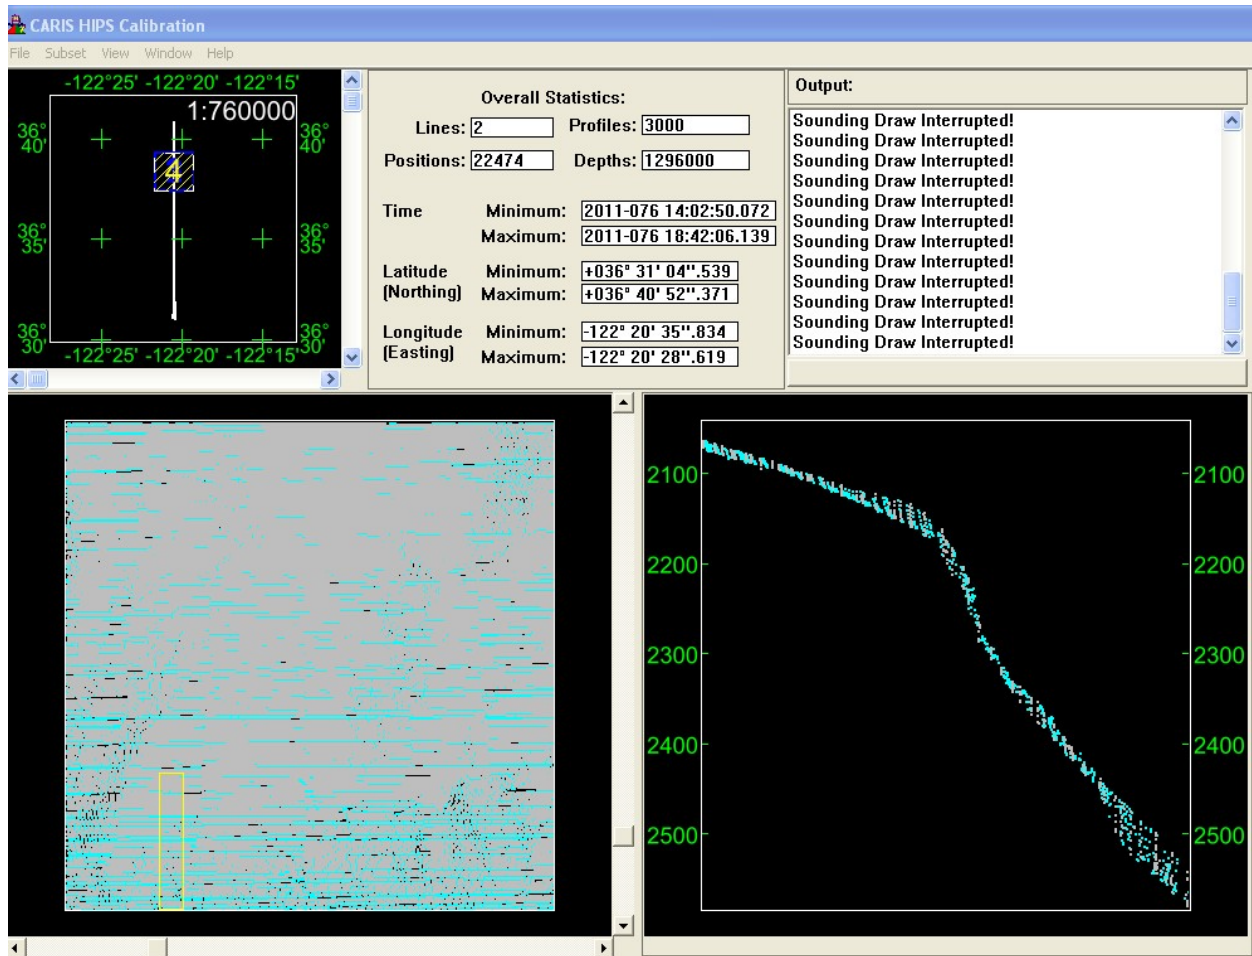 CARIS HIPS Calibration
File Subset View Window Help
-122°25' -122°20' -122°15'
1:760000
36° 40' 36° 40'
4
36° 35' 36° 35'
36° 30' 36° 30'
-122°25' -122°20' -122°15'
Overall Statistics:
Lines: 2 Profiles: 3000
Positions: 22474 Depths: 1296000
Time Minimum: 2011-076 14:02:50.072
Maximum: 2011-076 18:42:06.139
Latitude Minimum: +036° 31' 04".539
(Northing) Maximum: +036° 40' 52".371
Longitude Minimum: -122° 20' 35".834
(Easting) Maximum: -122° 20' 28".619
Output:
Sounding Draw Interrupted!
Sounding Draw Interrupted!
Sounding Draw Interrupted!
Sounding Draw Interrupted!
Sounding Draw Interrupted!
Sounding Draw Interrupted!
Sounding Draw Interrupted!
Sounding Draw Interrupted!
Sounding Draw Interrupted!
Sounding Draw Interrupted!
Sounding Draw Interrupted!
Sounding Draw Interrupted!
2100 2100
2200 2200
2300 2300
2400 2400
2500 2500